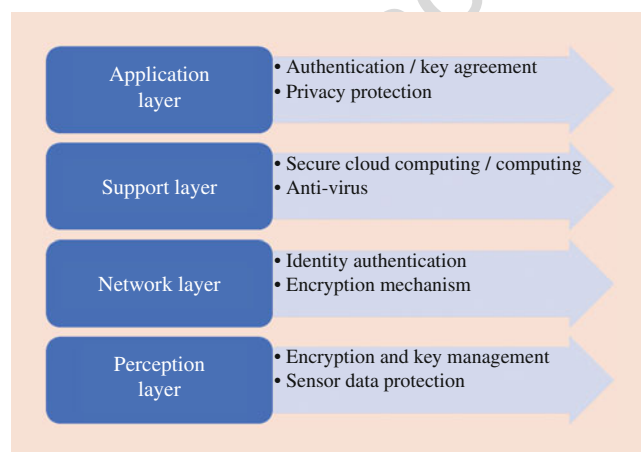 Application
layer
• Authentication / key agreement
• Privacy protection
Support layer
• Secure cloud computing / computing
• Anti-virus
Network layer
• Identity authentication
• Encryption mechanism
Perception
layer
• Encryption and key management
• Sensor data protection